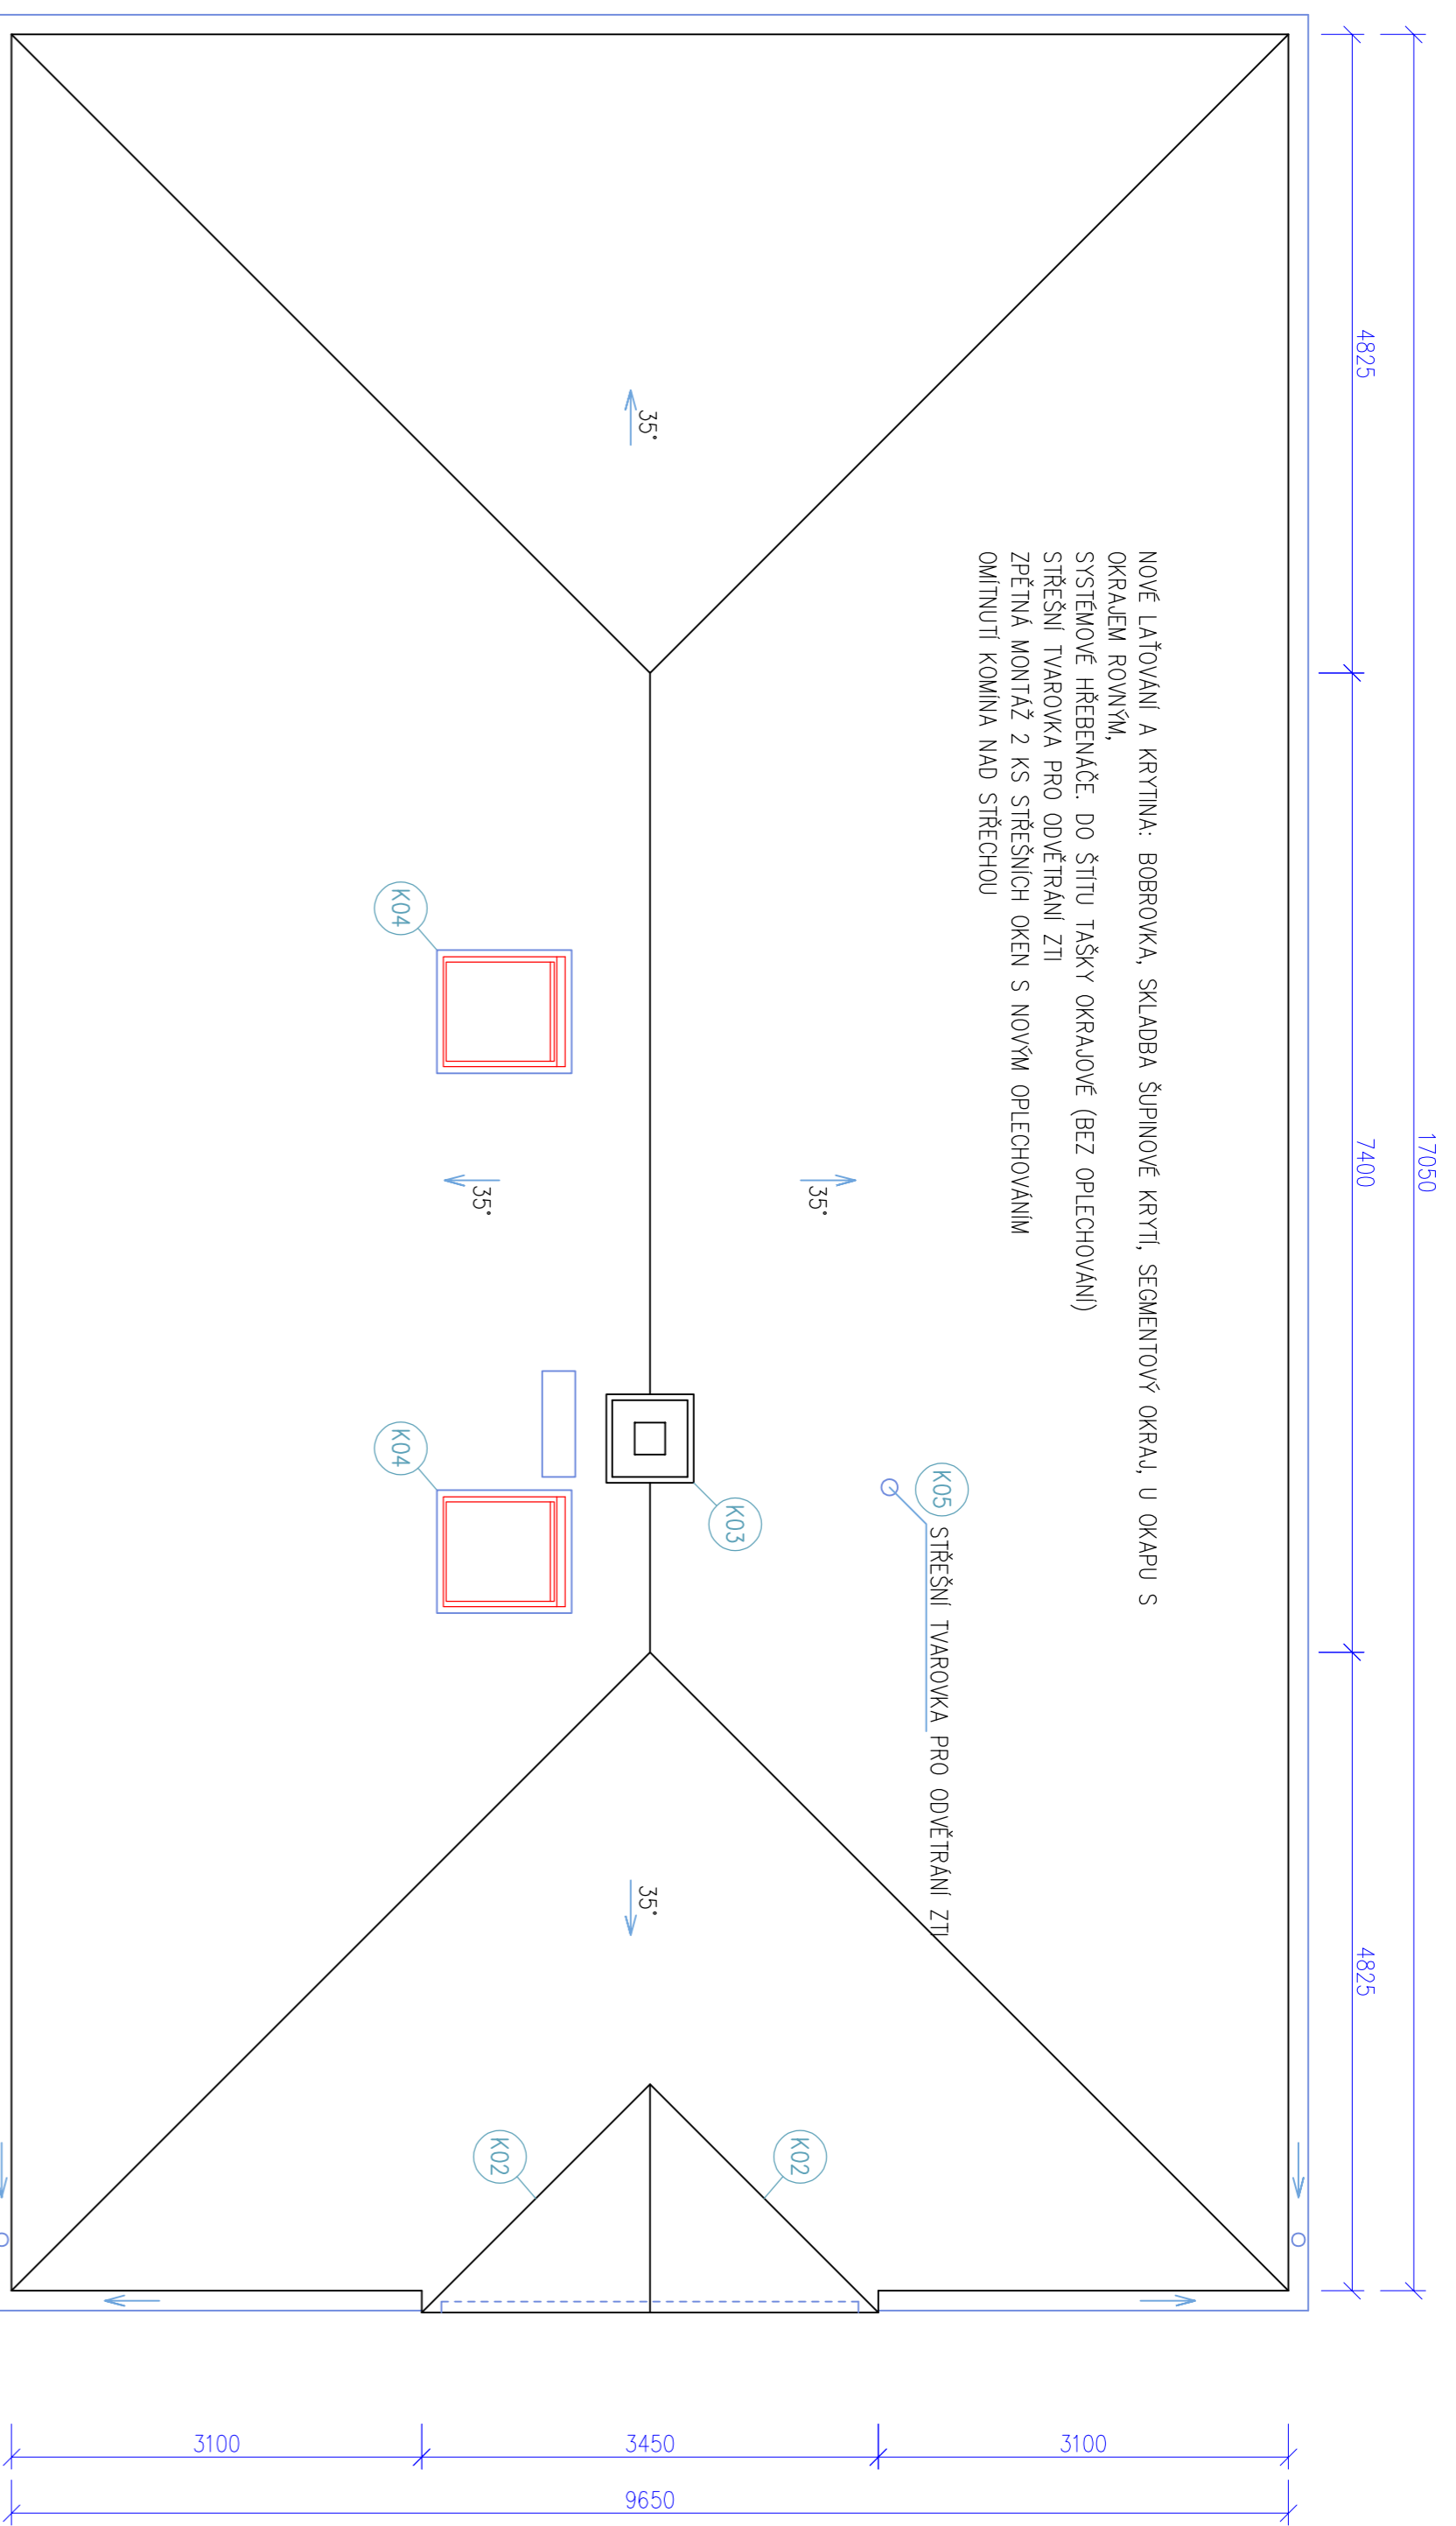 17050
4825
7400
4825
NOVÉ LAŤOVÁNÍ A KRYTINA: BOBROVKA, SKLADBA ŠUPINOVÉ KRYTÍ, SEGMENTOVÝ OKRAJ, U OKAPU S
OKRAJEM ROVNÝM,
SYSTÉMOVÉ HŘEBENÁČE. DO ŠTÍTU TAŠKY OKRAJOVÉ (BEZ OPLECHOVÁNÍ)
STŘEŠNÍ TVAROVKA PRO ODVĚTRÁNÍ ZTI
ZPĚTNÁ MONTÁŽ 2 KS STŘEŠNÍCH OKEN S NOVÝM OPLECHOVÁNÍM
OMÍTNUTÍ KOMÍNA NAD STŘECHOU
K05
STŘEŠNÍ TVAROVKA PRO ODVĚTRÁNÍ ZTI
35°
K02
K03
35°
35°
35°
K02
K04
K04
3100
3450
3100
9650